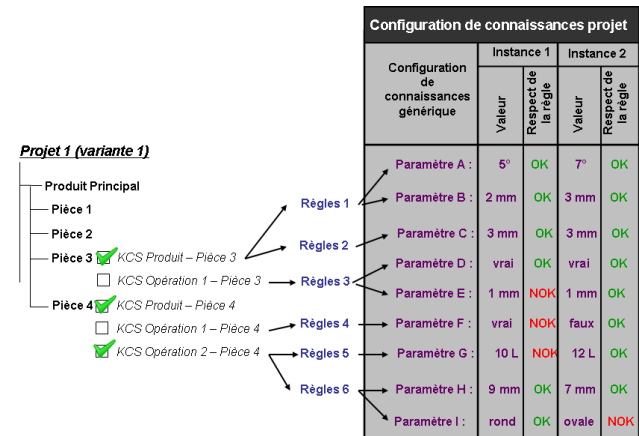 Configuration de connaissances projet
Configuration de connaissances générique
Instance 1
Instance 2
Valeur
Respect de la règle
Valeur
Respect de la règle
Projet 1 (variante 1)
Produit Principal
Pièce 1
Pièce 2
Pièce 3 KCS Produit – Pièce 3
KCS Opération 1 – Pièce 3
Pièce 4 KCS Produit – Pièce 4
KCS Opération 1 – Pièce 4
KCS Opération 2 – Pièce 4
Règles 1
Règles 2
Règles 3
Règles 4
Règles 5
Règles 6
Paramètre A : 5° OK 7° OK
Paramètre B : 2 mm OK 3 mm OK
Paramètre C : 3 mm OK 3 mm OK
Paramètre D : vrai OK vrai OK
Paramètre E : 1 mm NOK 1 mm OK
Paramètre F : vrai NOK faux OK
Paramètre G : 10 L NOK 12 L OK
Paramètre H : 9 mm OK 7 mm OK
Paramètre I : rond OK ovale NOK